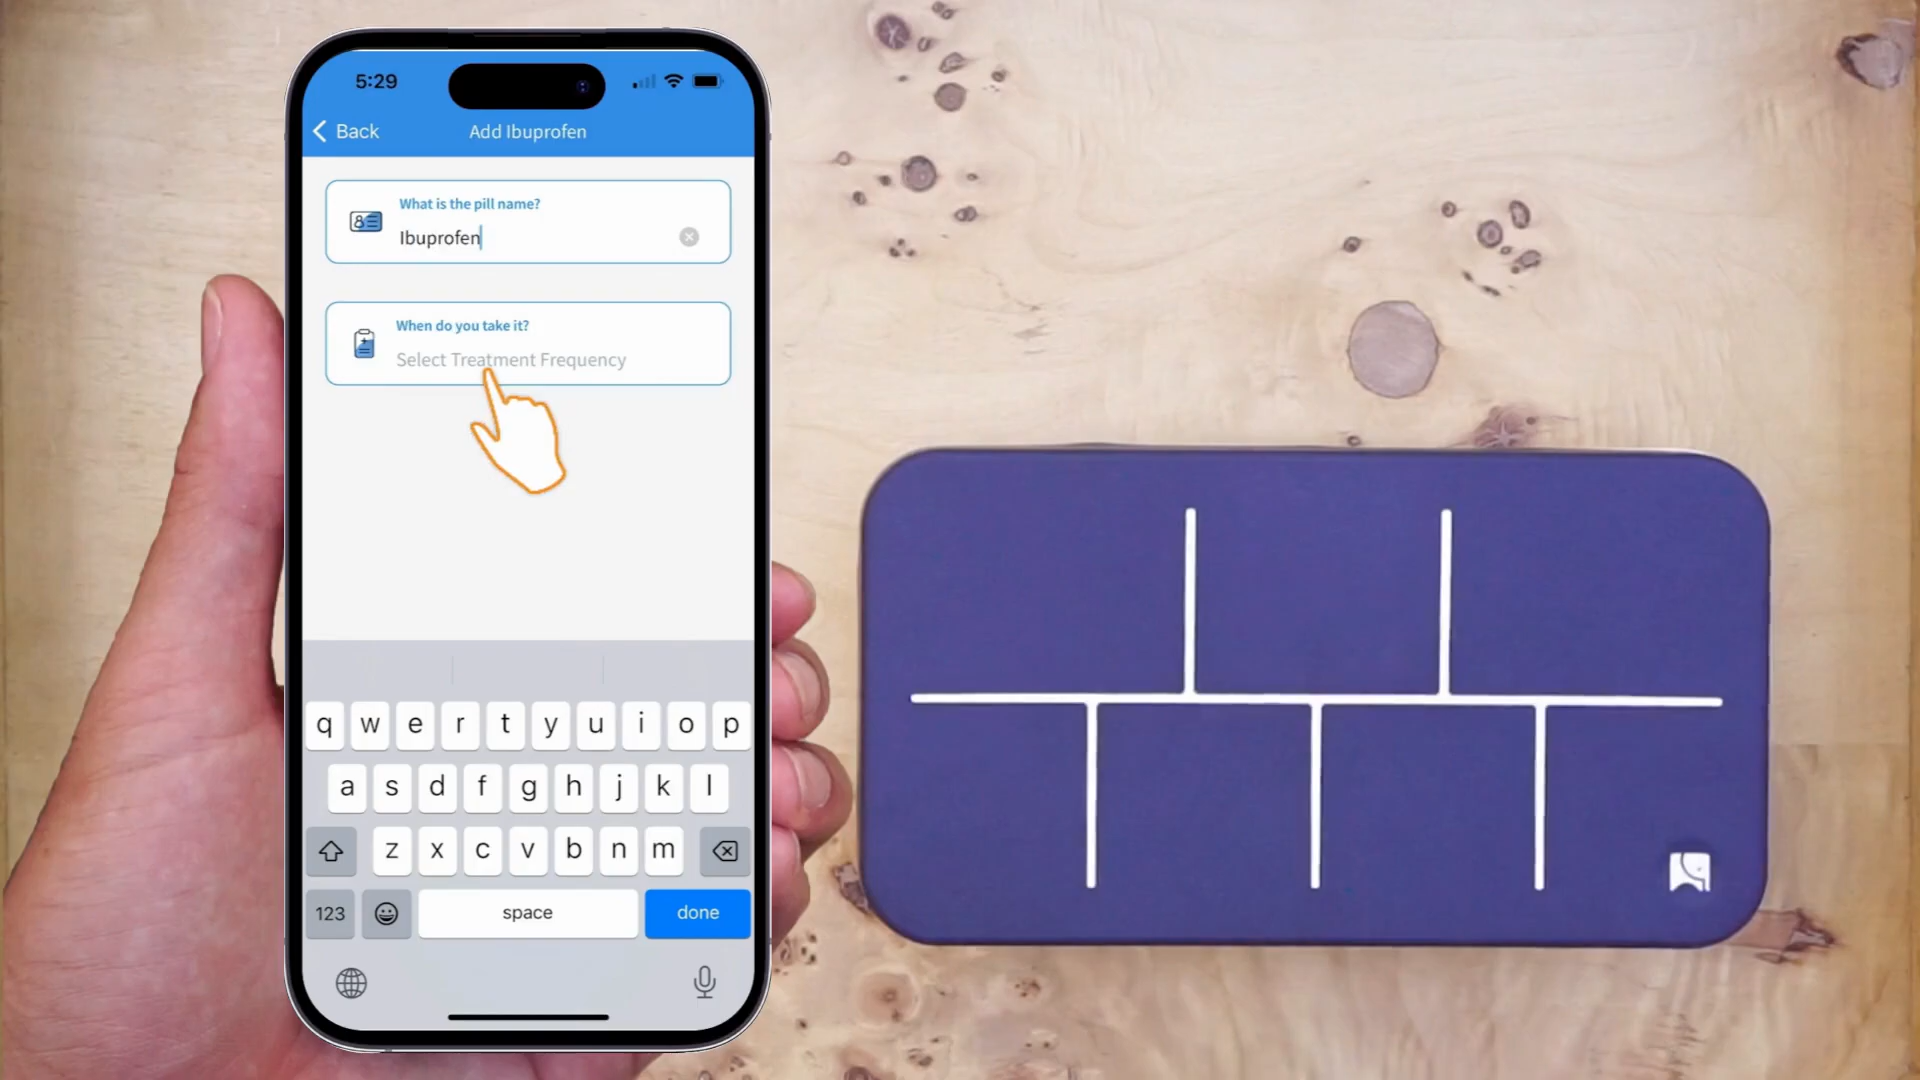 5:29
Back
Add Ibuprofen
What is the pill name?
Ibuprofen
When do you take it?
Select Treatment Frequency
q w e r t y u i o p
a s d f g h j k l
z x c v b n m
123 space done